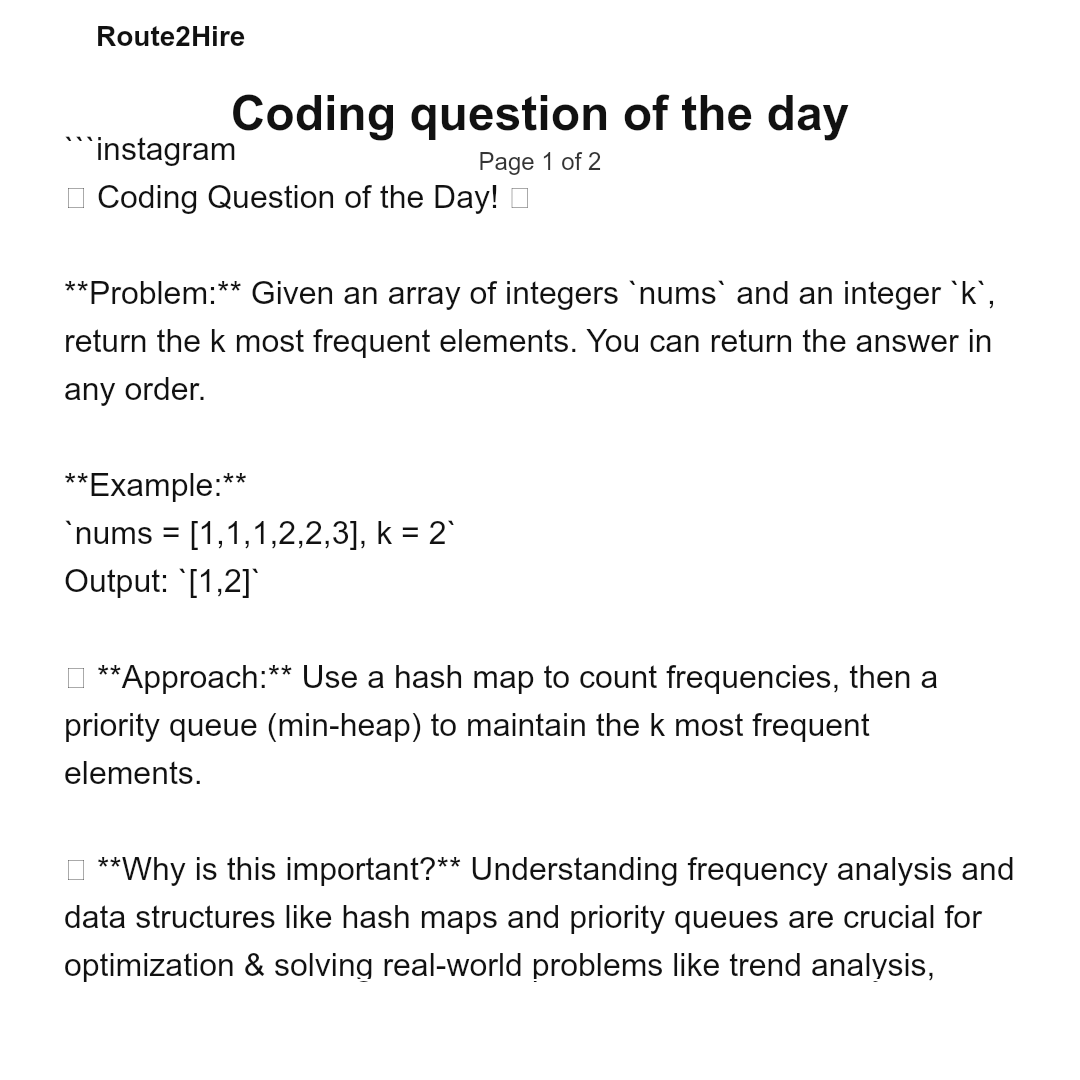 Route2Hire
Coding question of the day
```instagram
Page 1 of 2
Coding Question of the Day!
**Problem:** Given an array of integers `nums` and an integer `k`,
return the k most frequent elements. You can return the answer in
any order.
**Example:**
`nums = [1,1,1,2,2,3], k = 2`
Output: `[1,2]`
**Approach:** Use a hash map to count frequencies, then a
priority queue (min-heap) to maintain the k most frequent
elements.
**Why is this important?** Understanding frequency analysis and
data structures like hash maps and priority queues are crucial for
optimization & solving real-world problems like trend analysis,